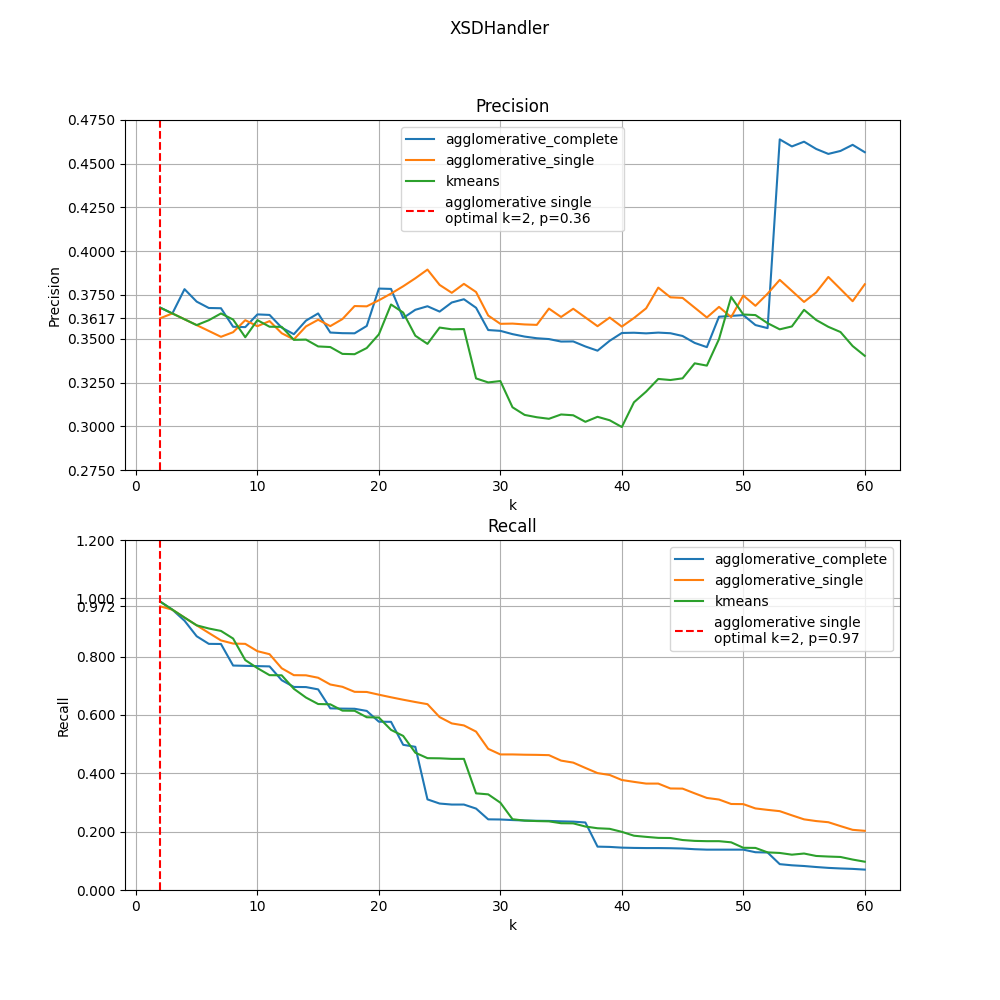 XSDHandler
Precision
0.4750
0.4500
0.4250
0.4000
0.3750
0.3617
0.3500
0.3250
0.3000
0.2750
Precision
agglomerative_complete
agglomerative_single
kmeans
agglomerative single
optimal k=2, p=0.36
0 10 20 30 40 50 60
k
Recall
1.200
1.000
0.972
0.800
0.600
0.400
0.200
0.000
Recall
agglomerative_complete
agglomerative_single
kmeans
agglomerative single
optimal k=2, p=0.97
0 10 20 30 40 50 60
k